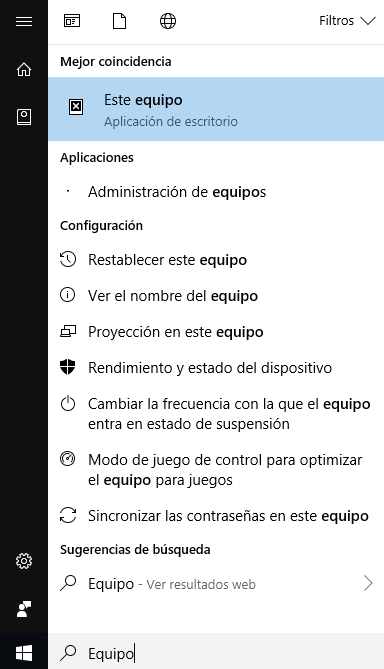 Filtros
Mejor coincidencia
Este equipo
Aplicación de escritorio
Aplicaciones
Administración de equipos
Configuración
Restablecer este equipo
Ver el nombre del equipo
Proyección en este equipo
Rendimiento y estado del dispositivo
Cambiar la frecuencia con la que el equipo
entra en estado de suspensión
Modo de juego de control para optimizar
el equipo para juegos
Sincronizar las contraseñas en este equipo
Sugerencias de búsqueda
Equipo - Ver resultados web
Equipo